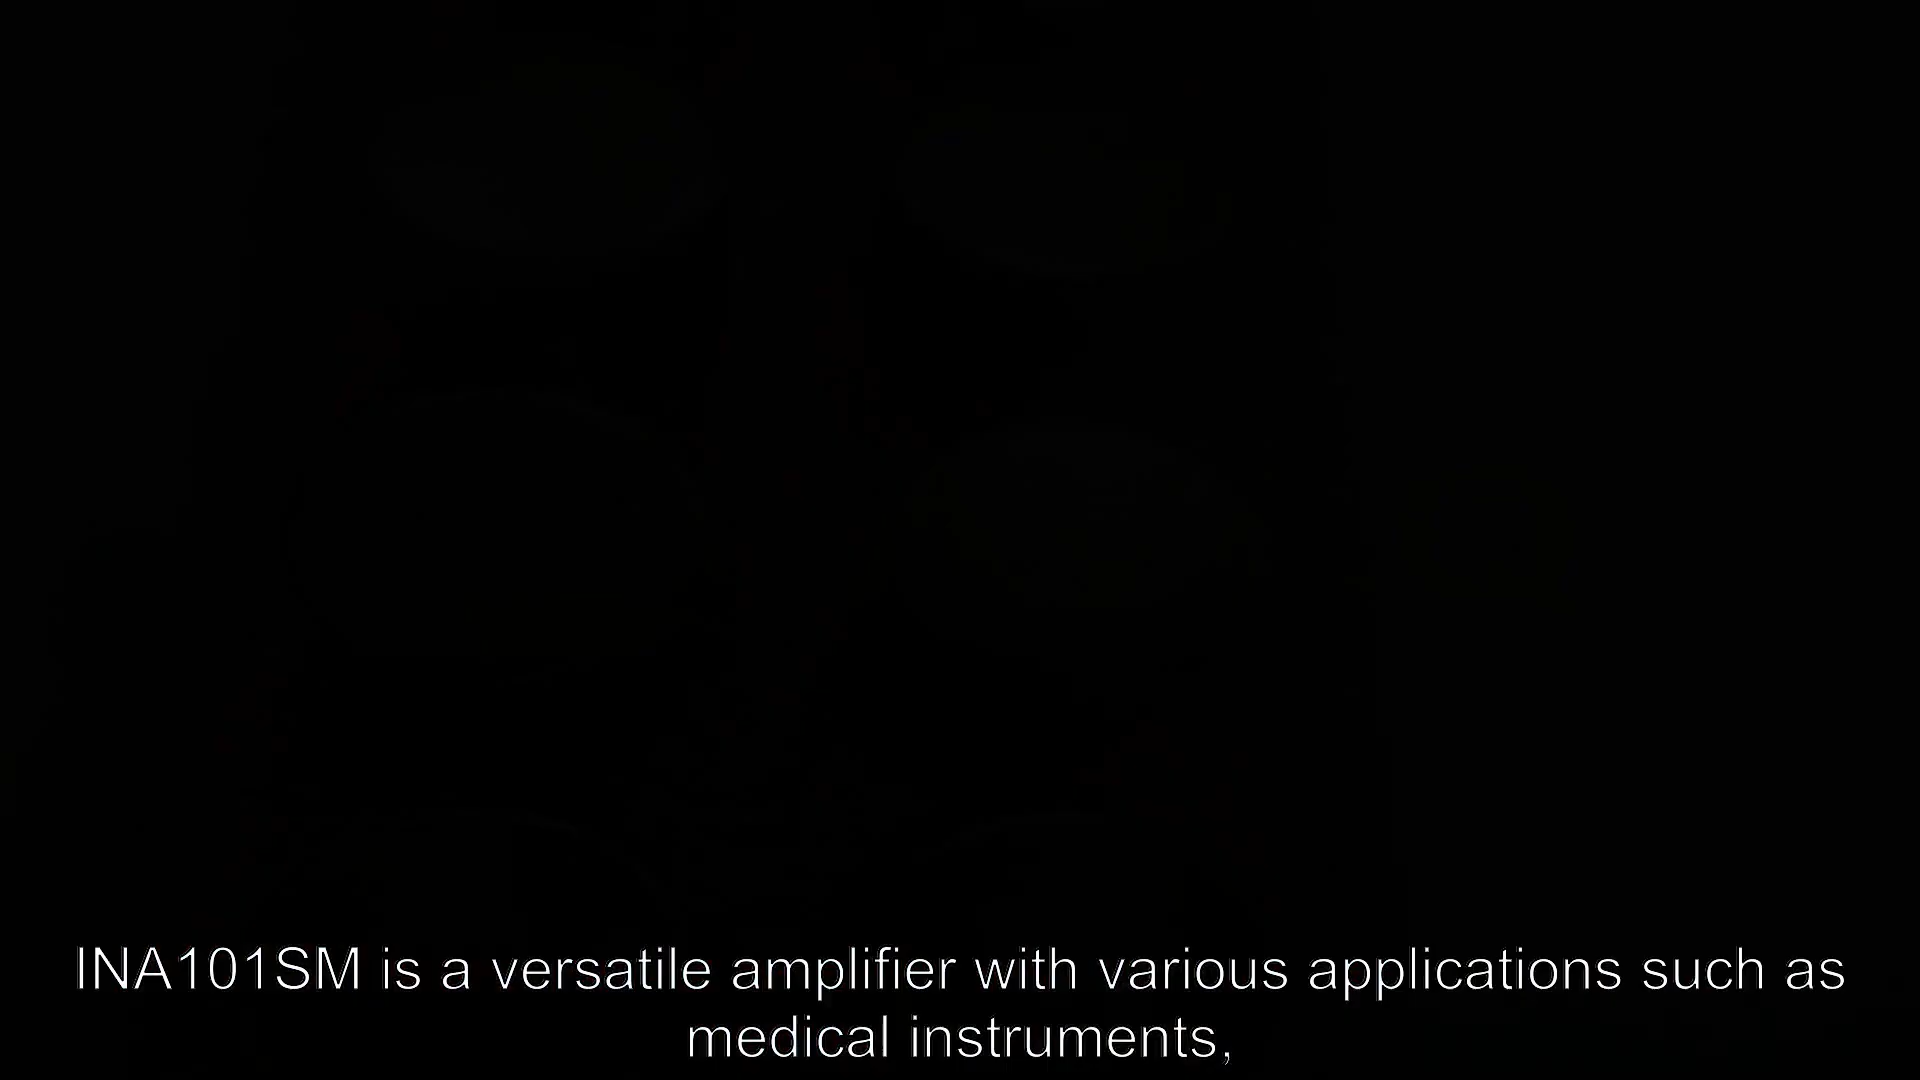 INA101SM is a versatile amplifier with various applications such as
medical instruments,